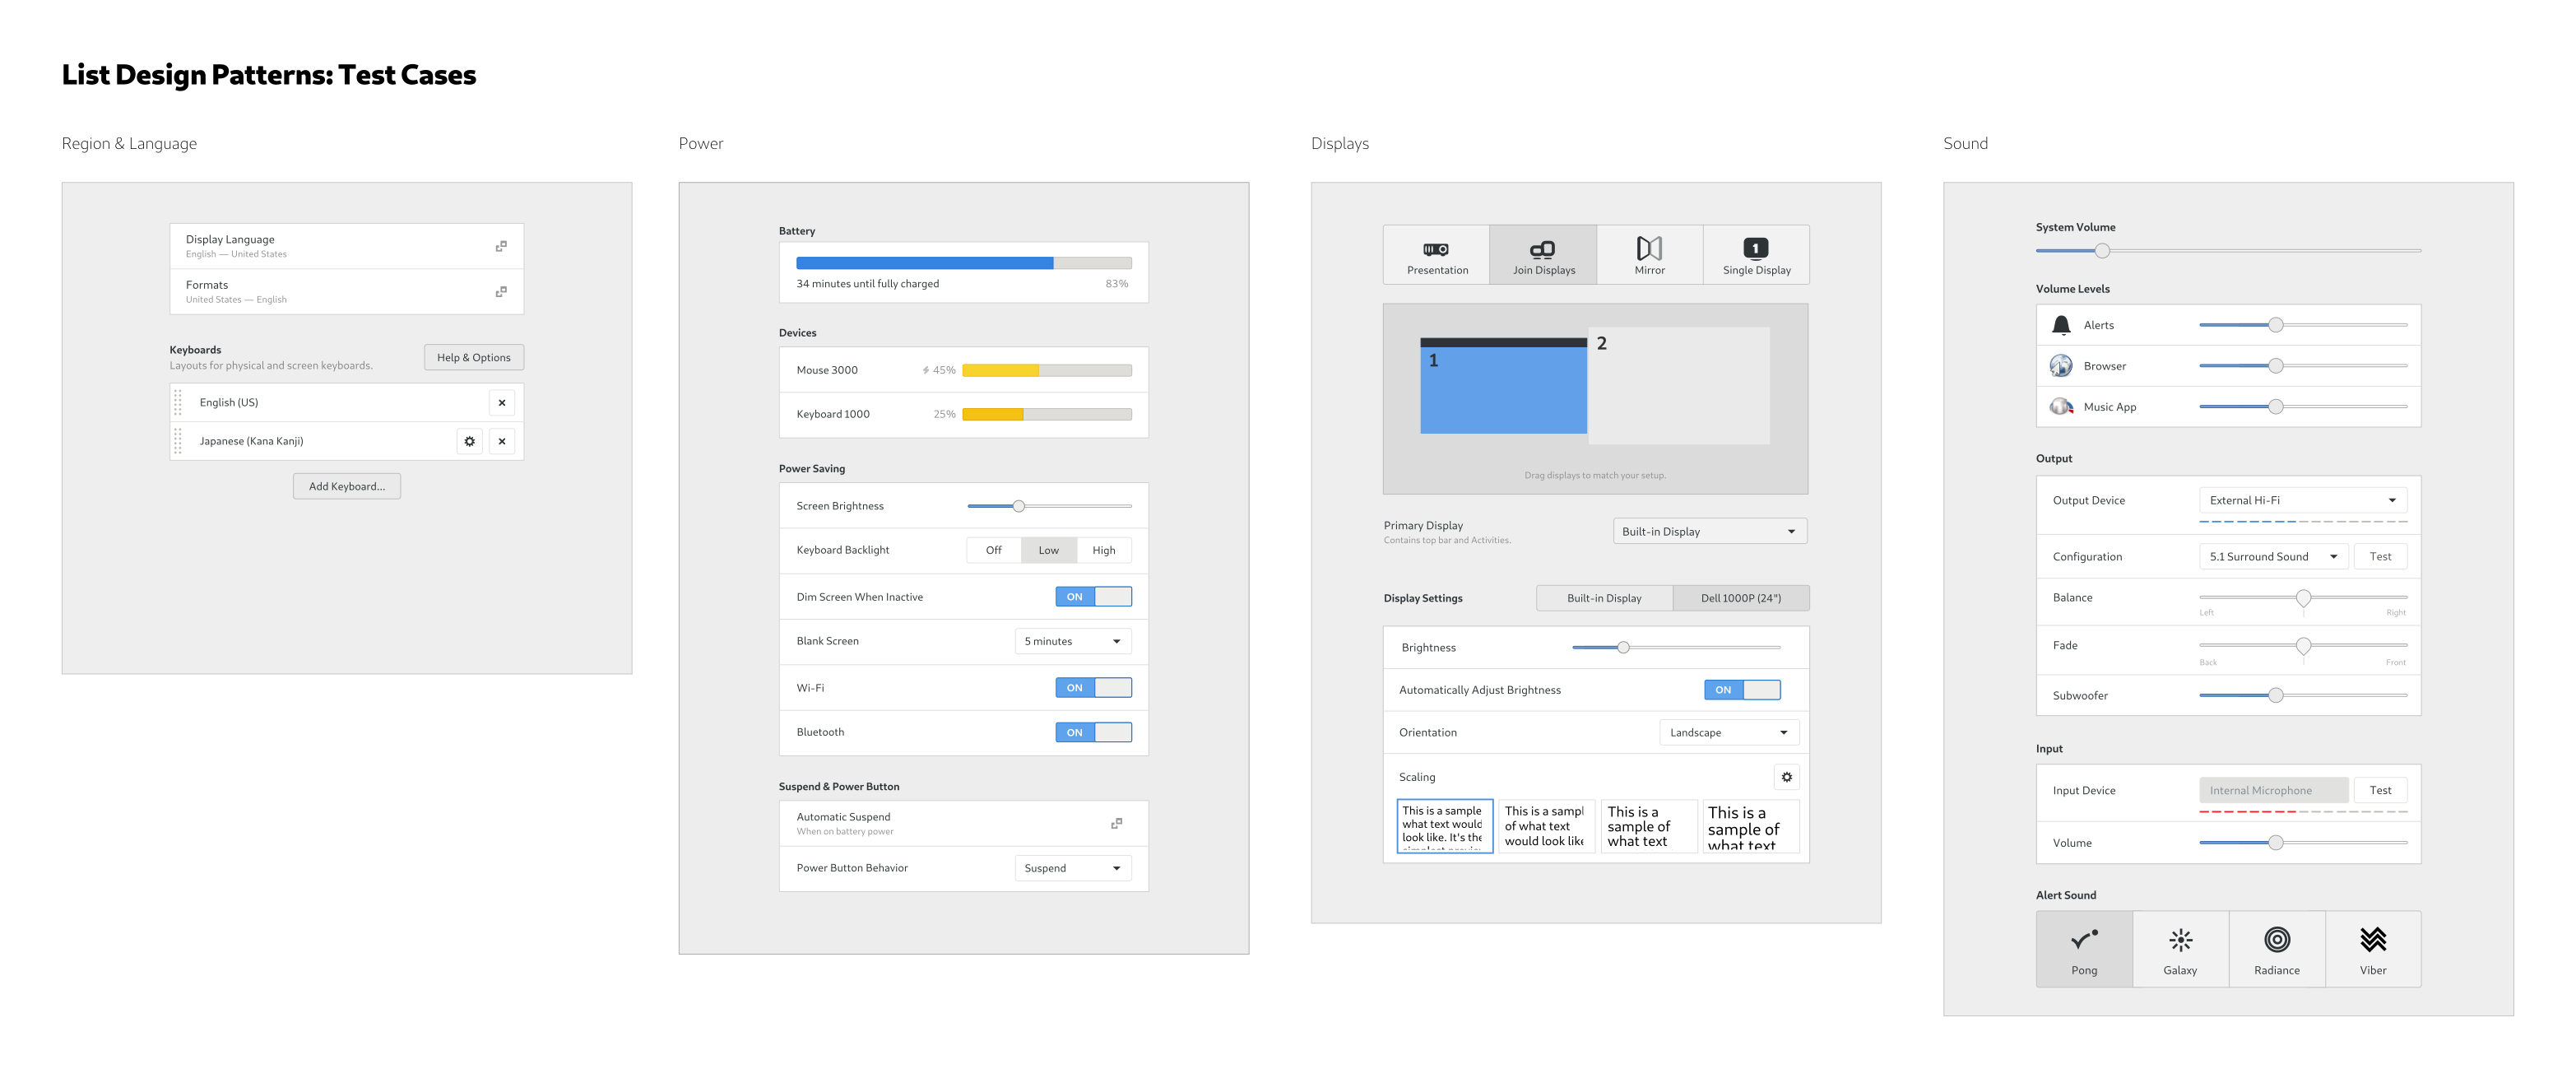 List Design Patterns: Test Cases
Region & Language
Display Language
English — United States
Formats
United States — English
Keyboards
Layouts for physical and screen keyboards.
Help & Options
English (US)
Japanese (Kana Kanji)
Add Keyboard...
Power
Battery
34 minutes until fully charged 83%
Devices
Mouse 3000 45%
Keyboard 1000 25%
Power Saving
Screen Brightness
Keyboard Backlight Off Low High
Dim Screen When Inactive ON
Blank Screen 5 minutes
Wi-Fi ON
Bluetooth ON
Suspend & Power Button
Automatic Suspend
When on battery power
Power Button Behavior Suspend
Displays
Presentation Join Displays Mirror 1 Single Display
1
2
Drag displays to match your setup.
Primary Display
Contains top bar and Activities.
Built-in Display
Display Settings Built-in Display Dell 1000P (24")
Brightness
Automatically Adjust Brightness ON
Orientation Landscape
Scaling
This is a sample
what text would
look like. It's the
This is a sampl
of what text
would look like
This is a
sample of
what text
This is a
sample of
what text
Sound
System Volume
Volume Levels
Alerts
Browser
Music App
Output
Output Device External Hi-Fi
Configuration 5.1 Surround Sound Test
Balance
Left Right
Fade
Back Front
Subwoofer
Input
Input Device Internal Microphone Test
Volume
Alert Sound
Pong Galaxy Radiance Viber